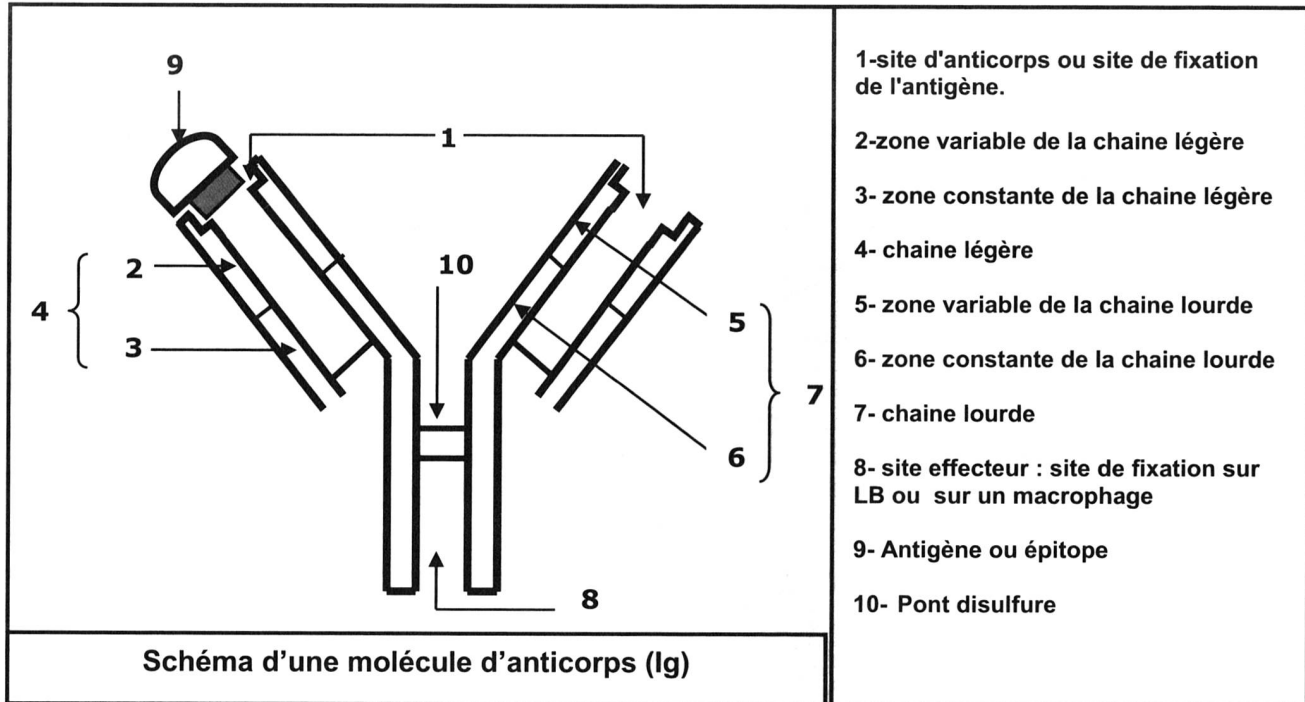 9
1
2
10
4
3
5
7
6
8
Schéma d’une molécule d’anticorps (Ig)
1-site d'anticorps ou site de fixation
de l'antigène.
2-zone variable de la chaine légère
3- zone constante de la chaine légère
4- chaine légère
5- zone variable de la chaine lourde
6- zone constante de la chaine lourde
7- chaine lourde
8- site effecteur : site de fixation sur
LB ou sur un macrophage
9- Antigène ou épitope
10- Pont disulfure